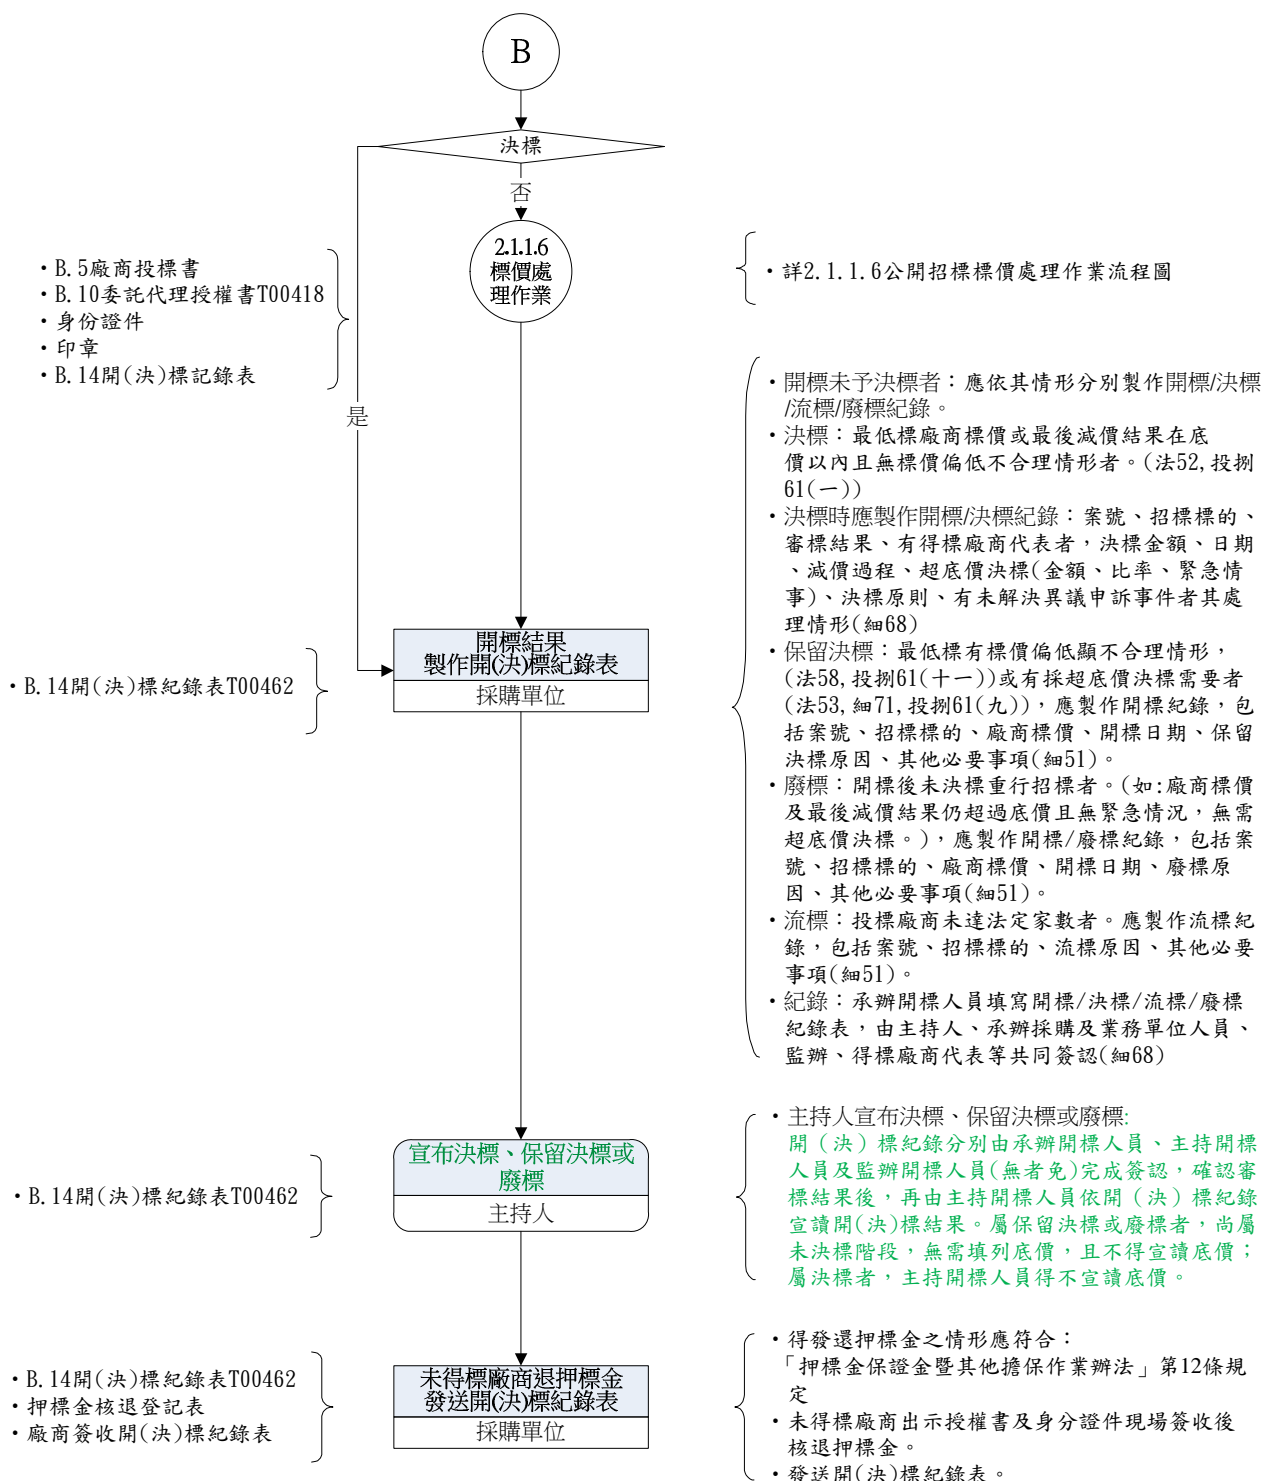 B
決標
否
2.1.1.6
標價處
理作業
・B.5廠商投標書
・B.10委託代理授權書T00418
・身份證件
・印章
・B.14開(決)標記錄表
・詳2.1.1.6公開招標標價處理作業流程圖
是
・開標未予決標者：應依其情形分別製作開標/決標
/流標/廢標紀錄。
・決標：最低標廠商標價或最後減價結果在底
價以內且無標價偏低不合理情形者。(法52,投捌
61(一))
・決標時應製作開標/決標紀錄：案號、招標標的、
審標結果、有得標廠商代表者，決標金額、日期
、減價過程、超底價決標(金額、比率、緊急情
事)、決標原則、有未解決異議申訴事件者其處
理情形(細68)
・保留決標：最低標有標價偏低顯不合理情形，
(法58,投捌61(十一))或有採超底價決標需要者
(法53,細71,投捌61(九))，應製作開標紀錄，包
括案號、招標標的、廠商標價、開標日期、保留
決標原因、其他必要事項(細51)。
・廢標：開標後未決標重行招標者。(如:廠商標價
及最後減價結果仍超過底價且無緊急情況，無需
超底價決標。)，應製作開標/廢標紀錄，包括案
號、招標標的、廠商標價、開標日期、廢標原
因、其他必要事項(細51)。
・流標：投標廠商未達法定家數者。應製作流標紀
錄，包括案號、招標標的、流標原因、其他必要
事項(細51)。
・紀錄：承辦開標人員填寫開標/決標/流標/廢標
紀錄表，由主持人、承辦採購及業務單位人員、
監辦、得標廠商代表等共同簽認(細68)
開標結果
製作開(決)標紀錄表
採購單位
・B.14開(決)標紀錄表T00462
宣布決標、保留決標或
廢標
主持人
・B.14開(決)標紀錄表T00462
・主持人宣布決標、保留決標或廢標:
開（決）標紀錄分別由承辦開標人員、主持開標
人員及監辦開標人員(無者免)完成簽認，確認審
標結果後，再由主持開標人員依開（決）標紀錄
宣讀開(決)標結果。屬保留決標或廢標者，尚屬
未決標階段，無需填列底價，且不得宣讀底價；
屬決標者，主持開標人員得不宣讀底價。
未得標廠商退押標金
發送開(決)標紀錄表
採購單位
・B.14開(決)標紀錄表T00462
・押標金核退登記表
・廠商簽收開(決)標紀錄表
・得發還押標金之情形應符合：
「押標金保證金暨其他擔保作業辦法」第12條規
定
・未得標廠商出示授權書及身分證件現場簽收後
核退押標金。
・發送開(決)標紀錄表。